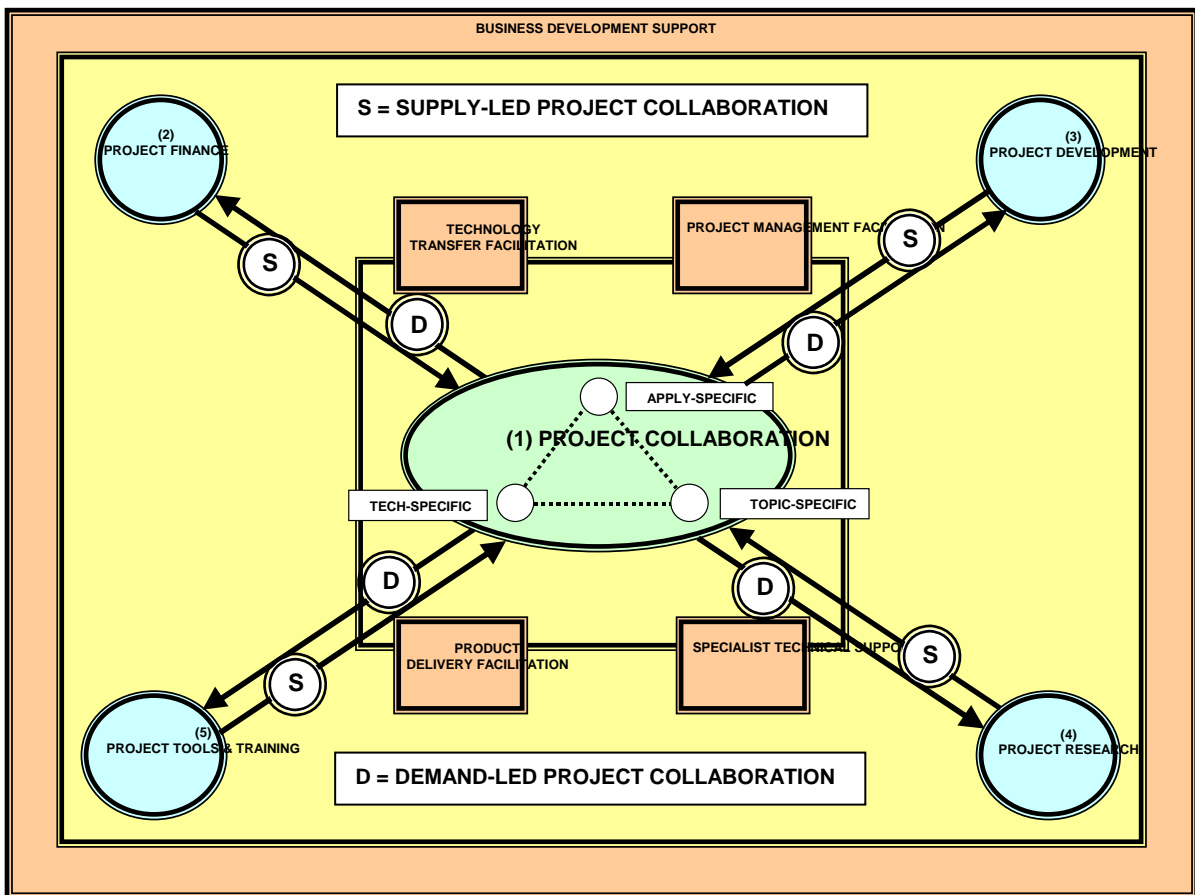 BUSINESS DEVELOPMENT SUPPORT
S = SUPPLY-LED PROJECT COLLABORATION
(2)
PROJECT FINANCE
(3)
PROJECT DEVELOPMENT
TECHNOLOGY
TRANSFER FACILITATION
PROJECT MANAGEMENT
S
S
D
D
APPLY-SPECIFIC
(1) PROJECT COLLABORATION
TECH-SPECIFIC
TOPIC-SPECIFIC
D
D
PRODUCT
DELIVERY FACILITATION
SPECIALIST TECHNICAL SUPPORT
S
S
(5)
PROJECT TOOLS & TRAINING
(4)
PROJECT RESEARCH
D = DEMAND-LED PROJECT COLLABORATION